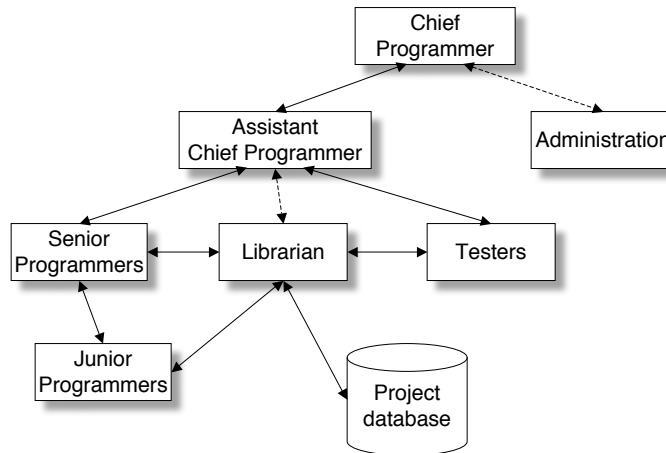 Chief
Programmer
Assistant
Chief Programmer
Administration
Senior
Programmers
Librarian
Testers
Junior
Programmers
Project
database